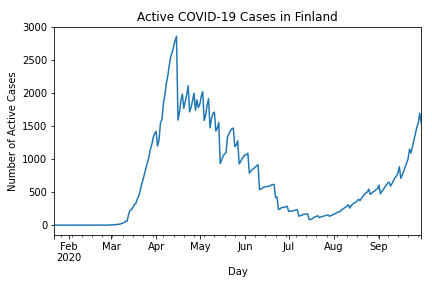 Active COVID-19 Cases in Finland
3000
2500
2000
1500
1000
500
0
Number of Active Cases
Feb Mar Apr May Jun Jul Aug Sep
2020
Day